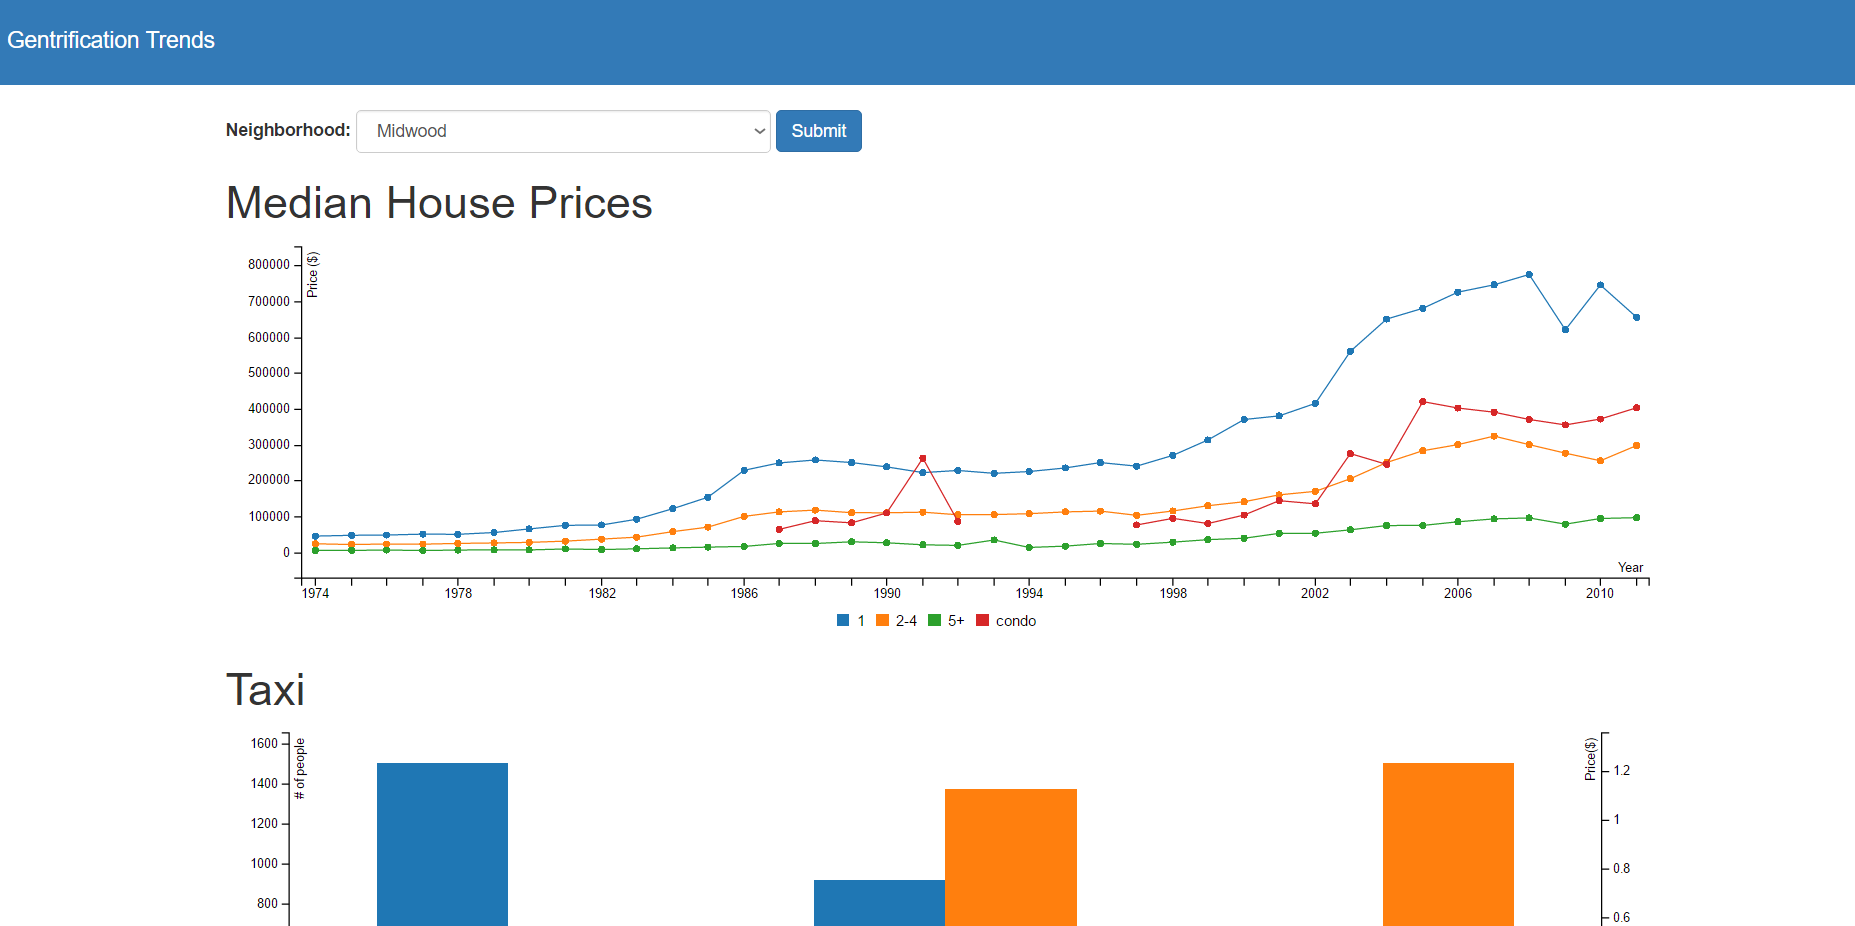 Gentrification Trends
Neighborhood: Midwood Submit
Median House Prices
Price ($)
800000
700000
600000
500000
400000
300000
200000
100000
0
Year
1974 1978 1982 1986 1990 1994 1998 2002 2006 2010
1 2-4 5+ condo
Taxi
# of people
1600
1400
1200
1000
800
Price($)
1.2
1
0.8
0.6